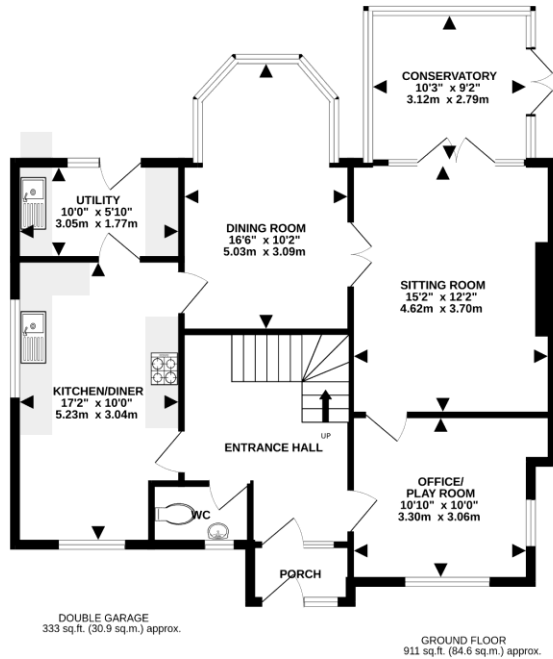 CONSERVATORY
10'3" x 9'2"
3.12m x 2.79m
UTILITY
10'0" x 5'10"
3.05m x 1.77m
DINING ROOM
16'6" x 10'2"
5.03m x 3.09m
SITTING ROOM
15'2" x 12'2"
4.62m x 3.70m
KITCHEN/DINER
17'2" x 10'0"
5.23m x 3.04m
UP
ENTRANCE HALL
OFFICE/
PLAY ROOM
10'10" x 10'0"
3.30m x 3.06m
WC
PORCH
DOUBLE GARAGE
333 sq.ft. (30.9 sq.m.) approx.
GROUND FLOOR
911 sq.ft. (84.6 sq.m.) approx.